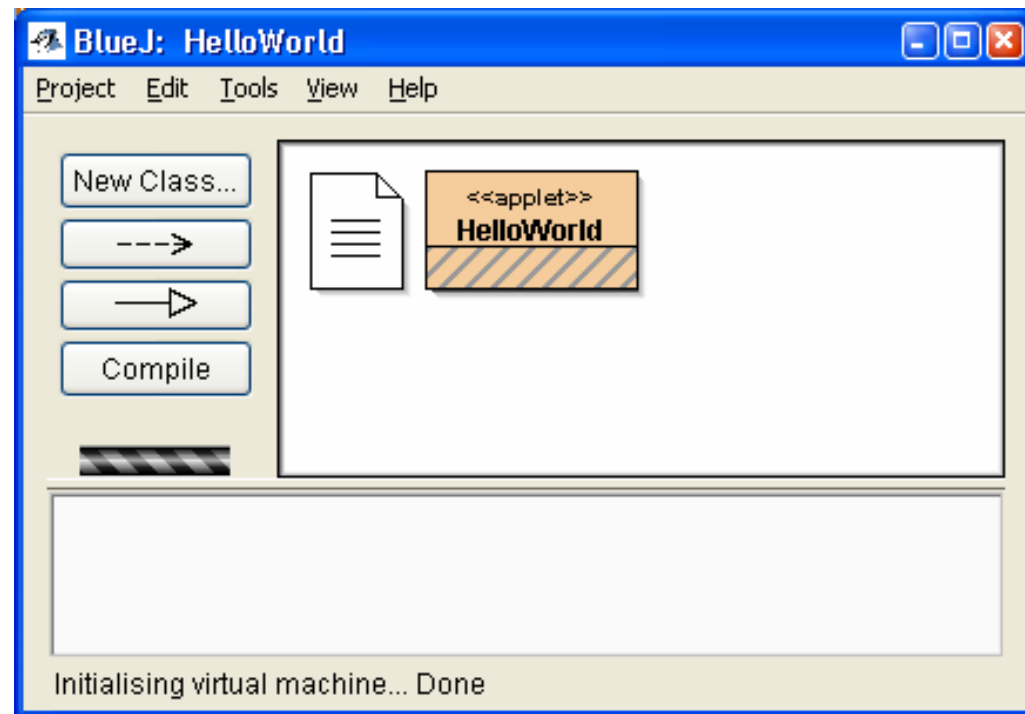 BlueJ: HelloWorld
Project Edit Tools View Help
New Class...
<<applet>>
HelloWorld
Compile
Initialising virtual machine... Done